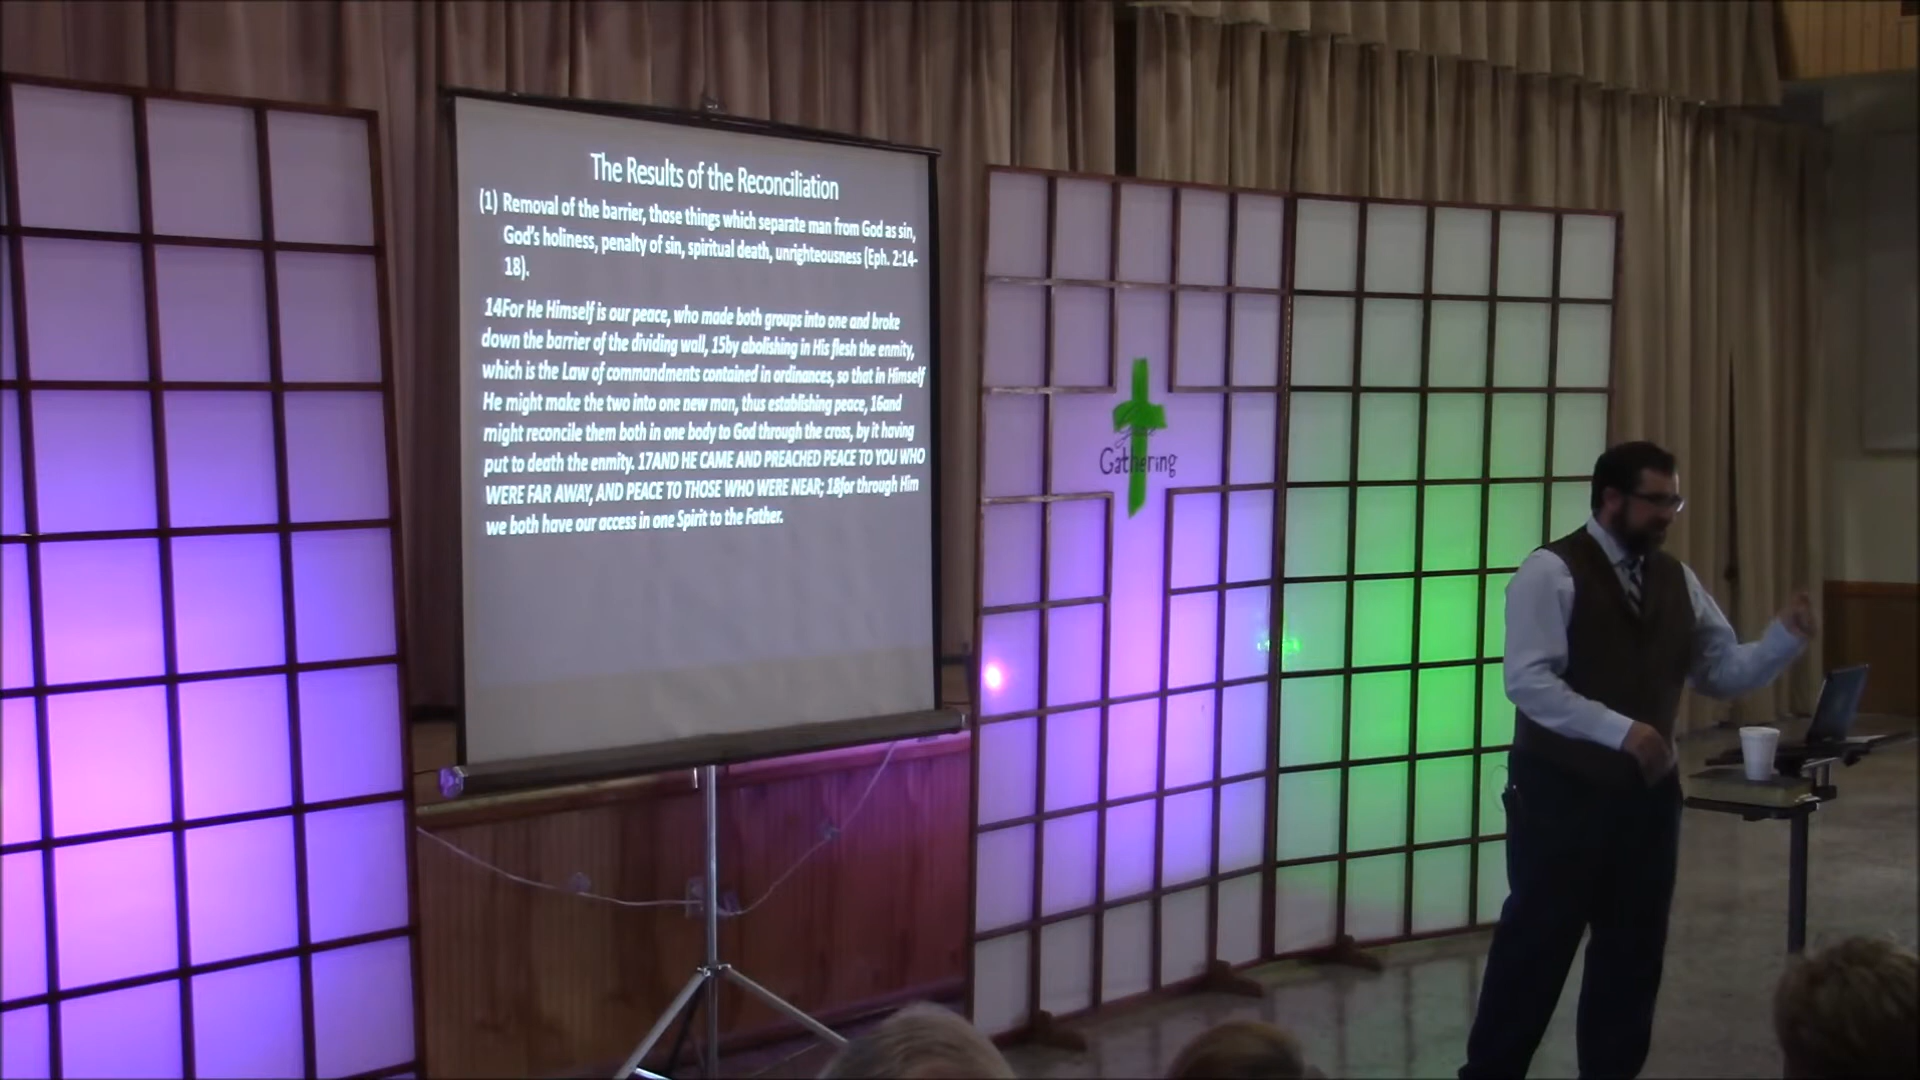 The Results of the Reconciliation
(1) Removal of the barrier, those things which separate man from God as sin,
God's holiness, penalty of sin, spiritual death, unrighteousness (Eph. 2:14-
18).
14For He Himself is our peace, who made both groups into one and broke
down the barrier of the dividing wall, 15by abolishing in His flesh the enmity,
which is the Law of commandments contained in ordinances, so that in Himself
He might make the two into one new man, thus establishing peace, 16and
might reconcile them both in one body to God through the cross, by it having
put to death the enmity. 17AND HE CAME AND PREACHED PEACE TO YOU WHO
WERE FAR AWAY, AND PEACE TO THOSE WHO WERE NEAR; 18for through Him
we both have our access in one Spirit to the Father.
Gathering